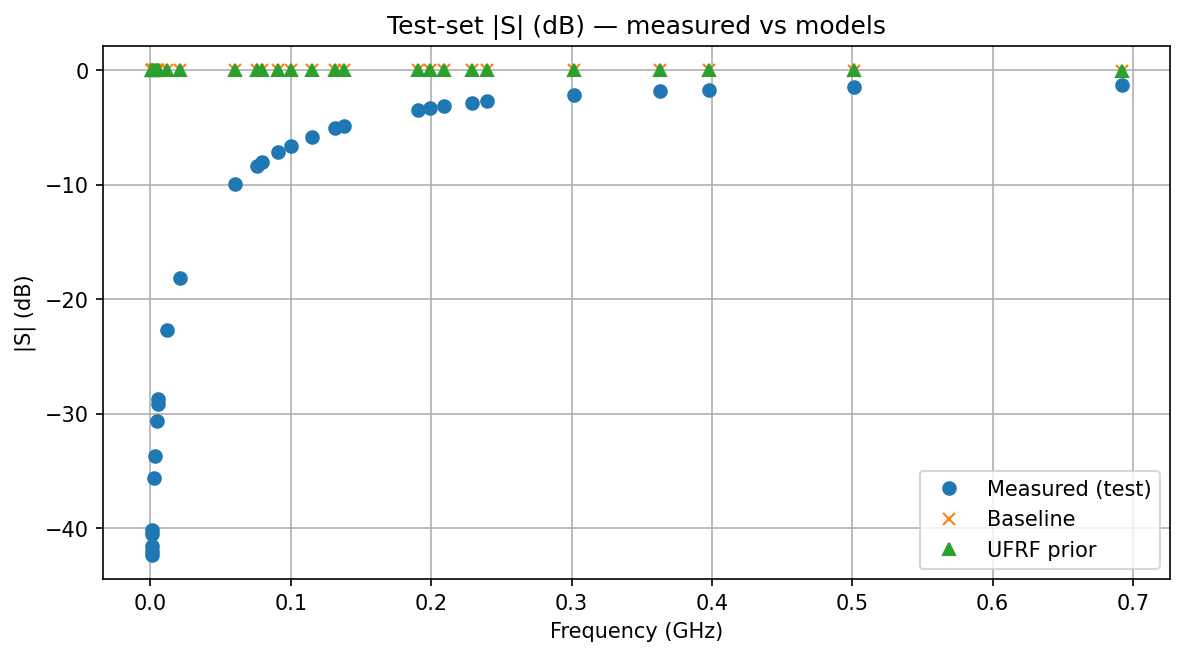 Test-set |S| (dB) — measured vs models
|S| (dB)
0
−10
−20
−30
−40
0.0 0.1 0.2 0.3 0.4 0.5 0.6 0.7
Frequency (GHz)
Measured (test)
Baseline
UFRF prior